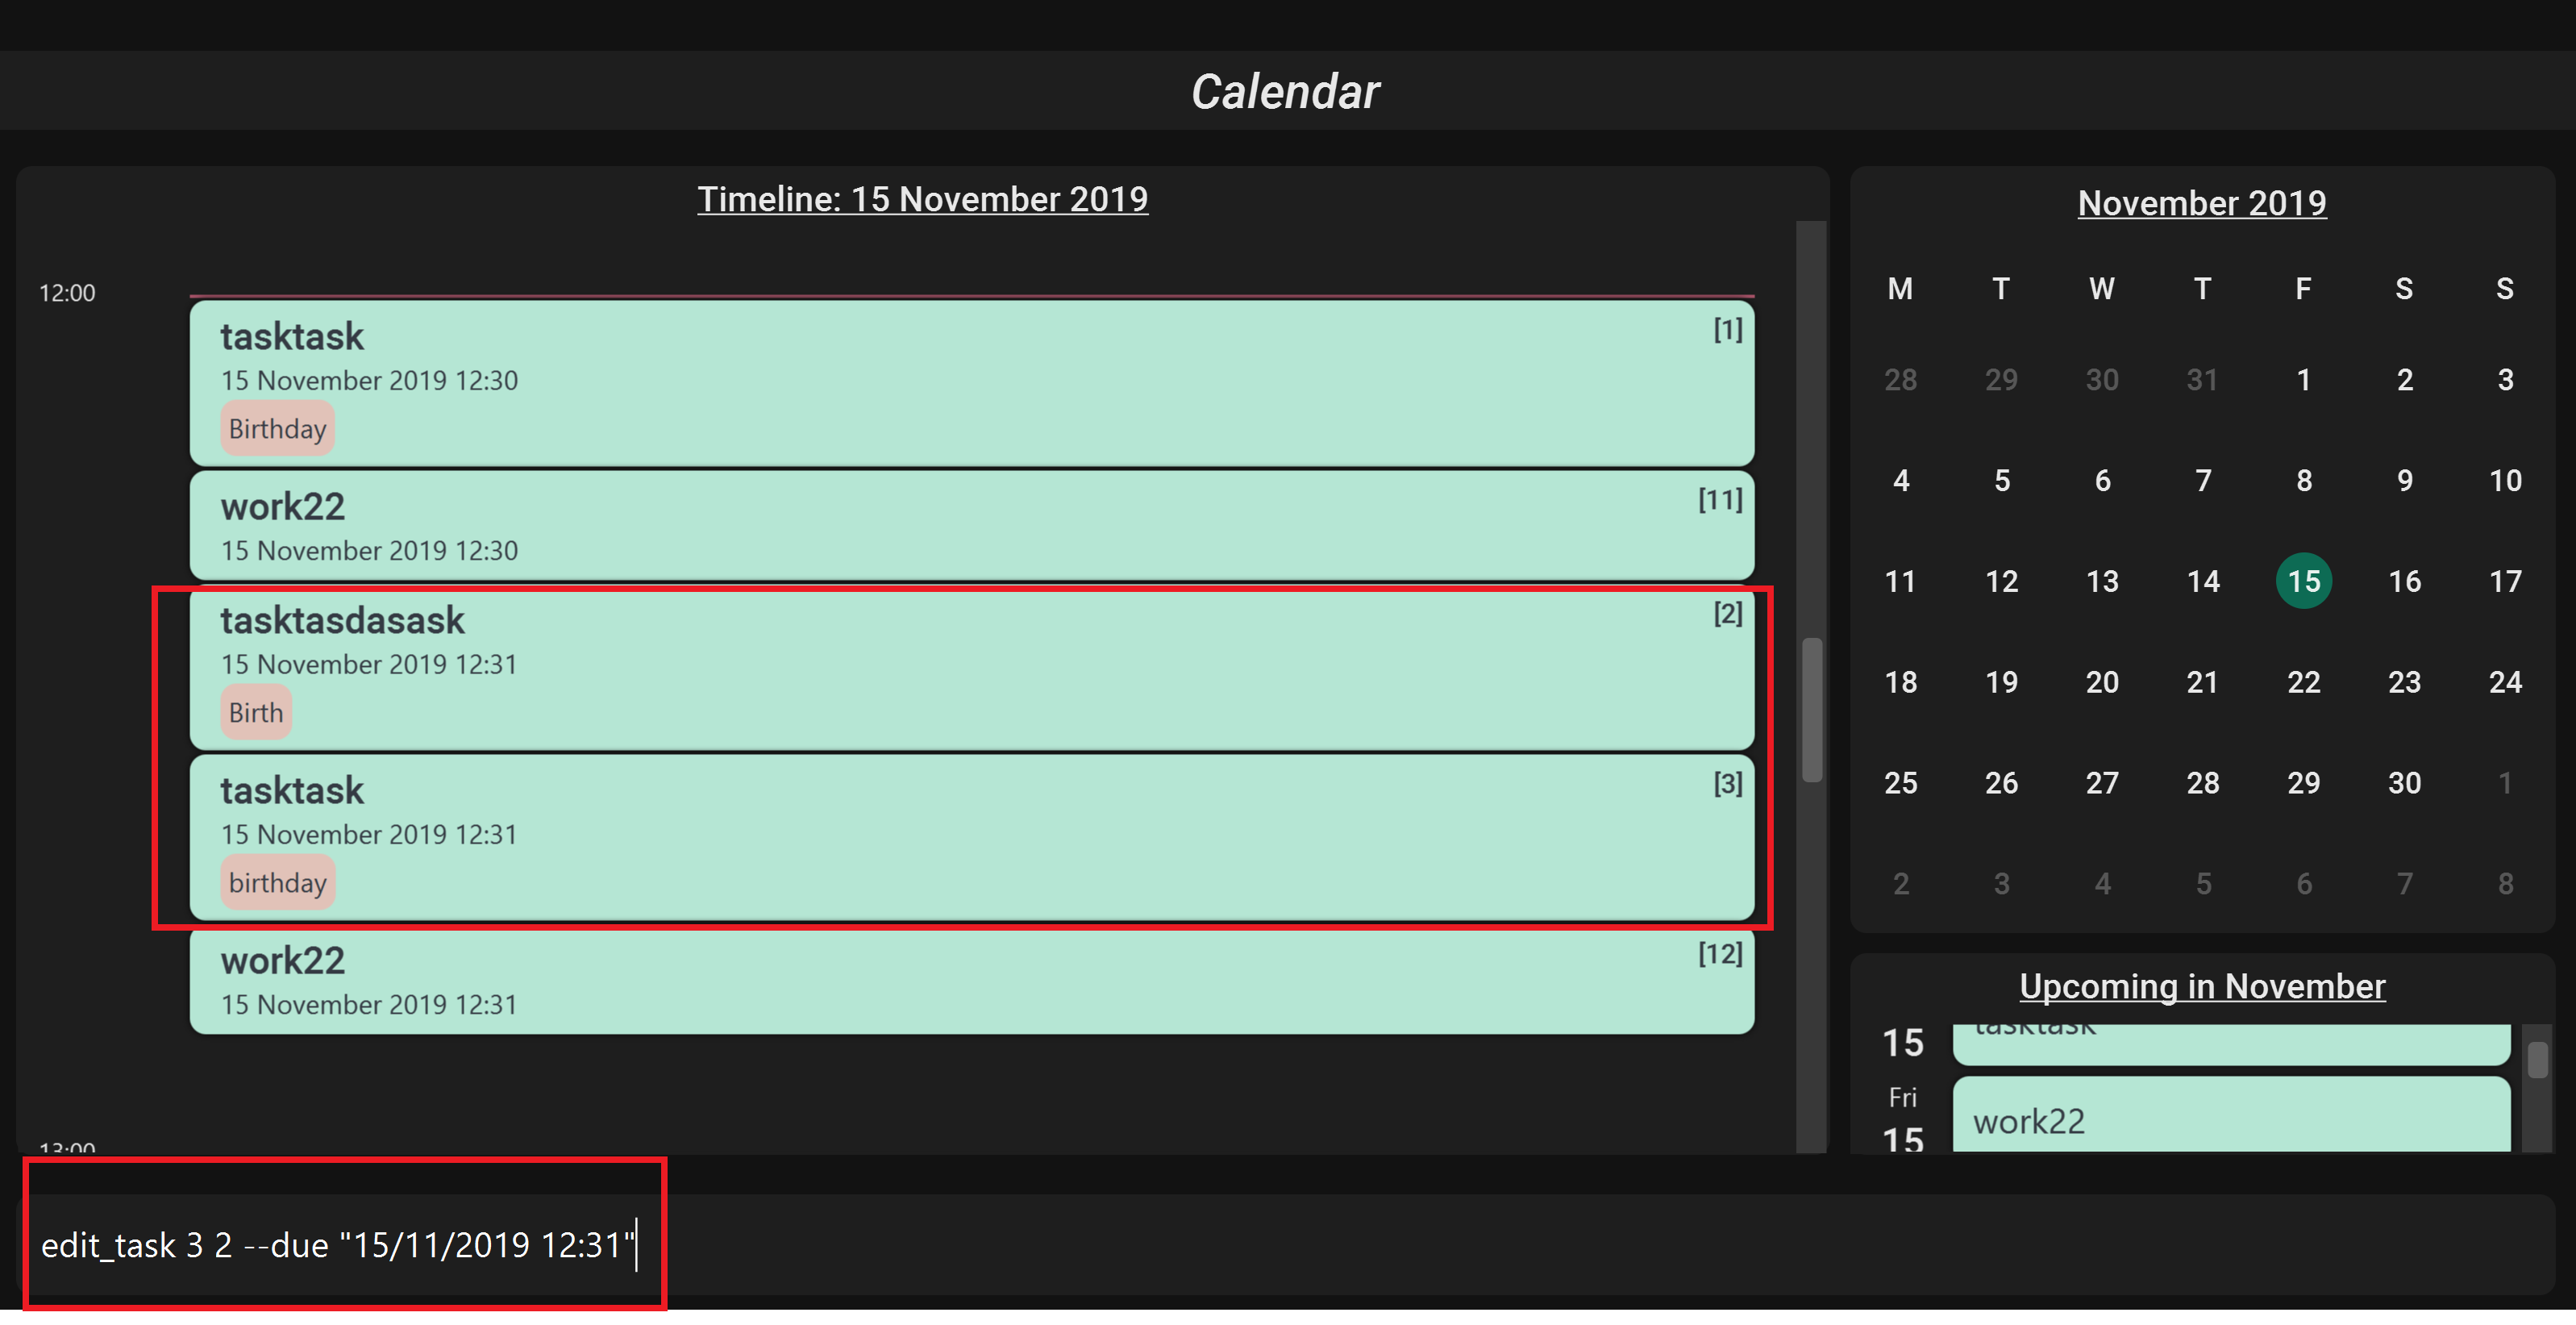 Calendar
Timeline: 15 November 2019
12:00
tasktask
[1]
15 November 2019 12:30
Birthday
work22
[11]
15 November 2019 12:30
tasktasdasask
[2]
15 November 2019 12:31
Birth
tasktask
[3]
15 November 2019 12:31
birthday
work22
[12]
15 November 2019 12:31
13:00
November 2019
M T W T F S S
28 29 30 31 1 2 3
4 5 6 7 8 9 10
11 12 13 14 15 16 17
18 19 20 21 22 23 24
25 26 27 28 29 30 1
2 3 4 5 6 7 8
Upcoming in November
15
tasktask
Fri
15
work22
edit_task 3 2 --due "15/11/2019 12:31"